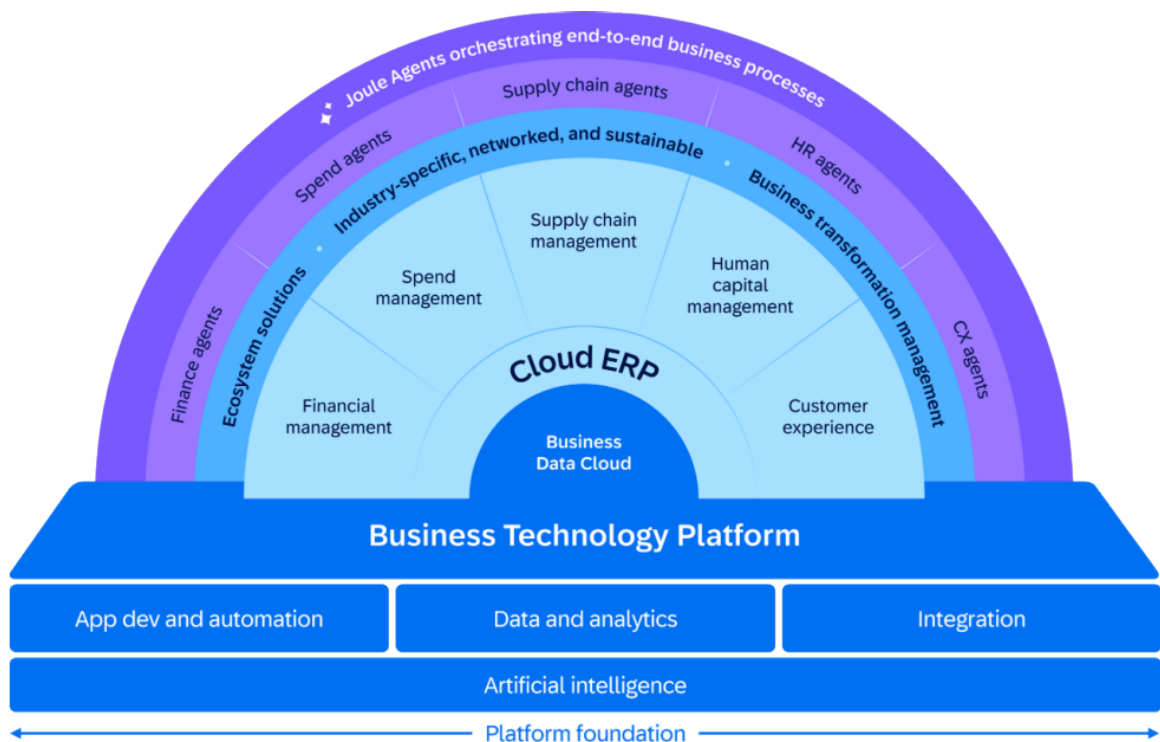 Joule Agents orchestrating end-to-end business processes
Finance agents
Spend agents
Supply chain agents
HR agents
CX agents
Ecosystem solutions • Industry-specific, networked, and sustainable • Business transformation management
Financial
management
Spend
management
Supply chain
management
Human
capital
management
Customer
experience
Cloud ERP
Business
Data Cloud
Business Technology Platform
App dev and automation
Data and analytics
Integration
Artificial intelligence
Platform foundation